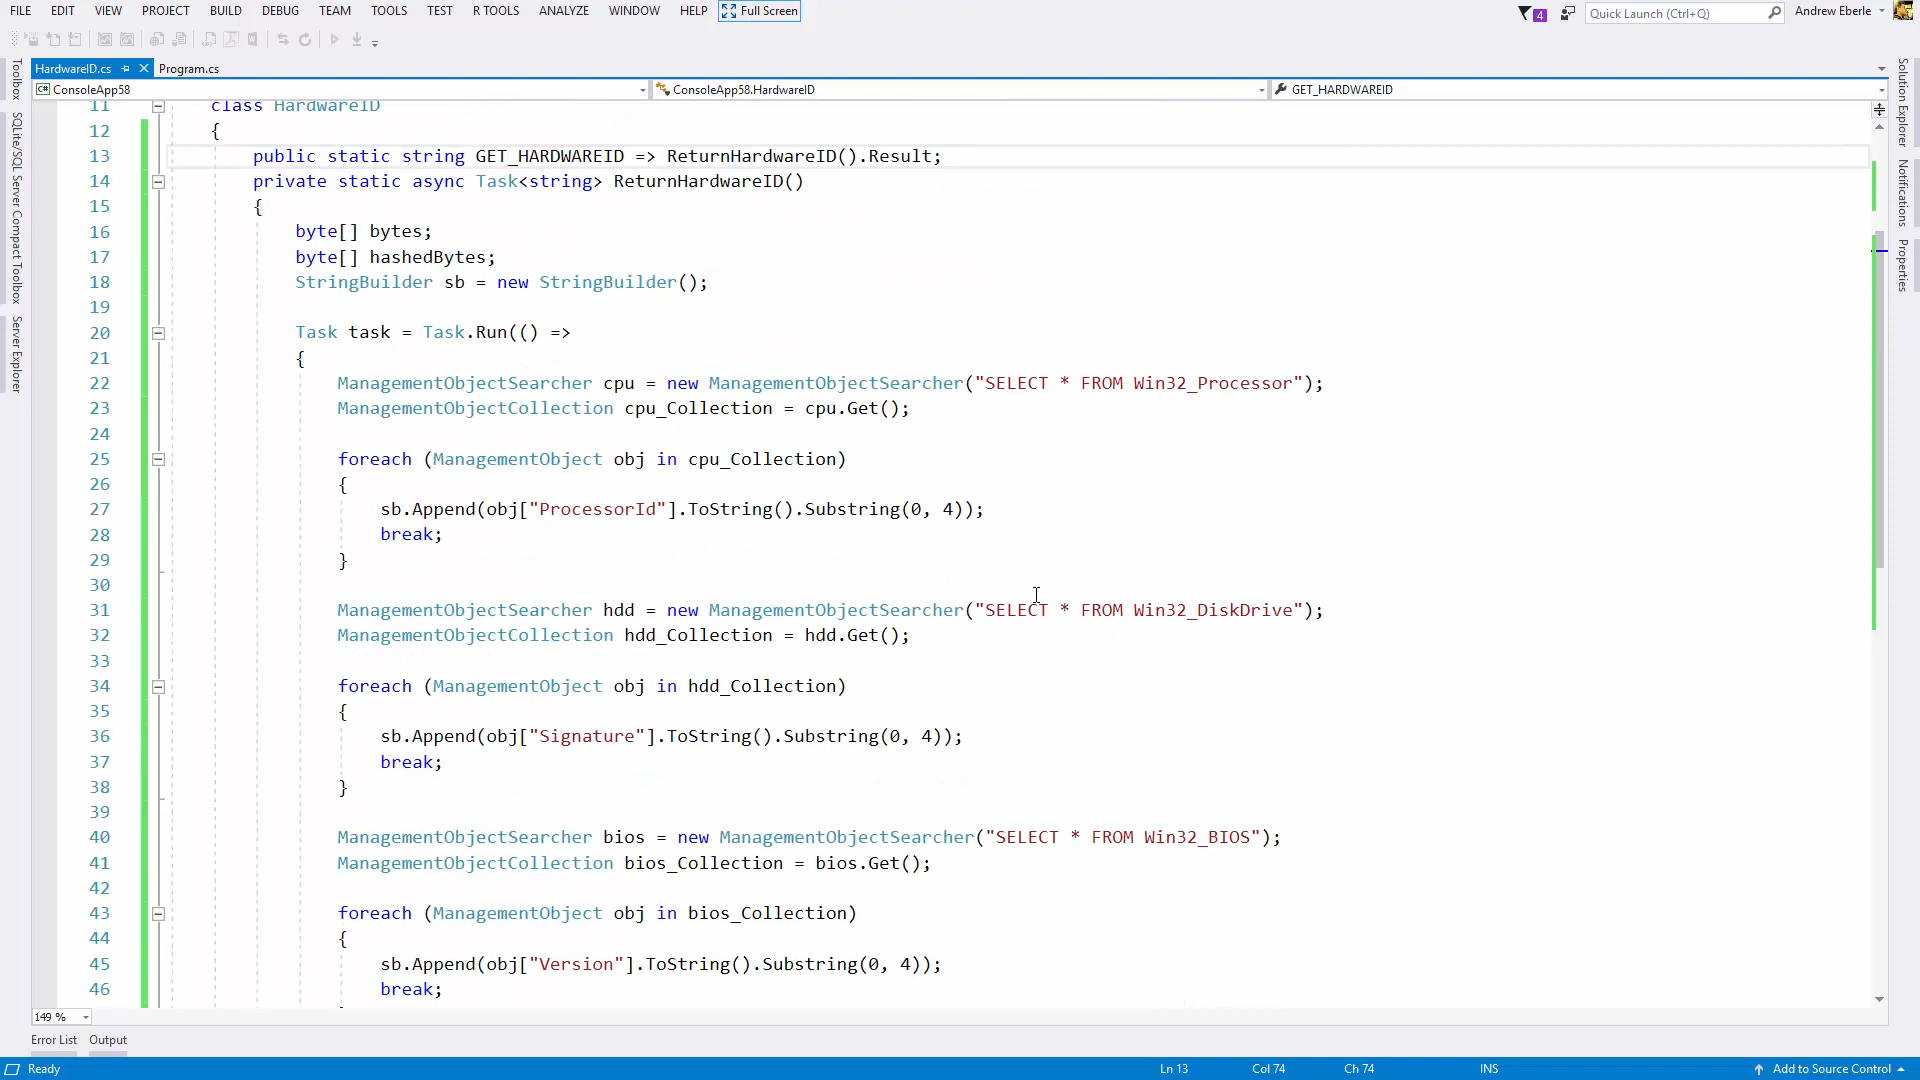 FILE EDIT VIEW PROJECT BUILD DEBUG TEAM TOOLS TEST R TOOLS ANALYZE WINDOW HELP Full Screen 4 Quick Launch (Ctrl+Q) Andrew Eberle
HardwareID.cs Program.cs
ConsoleApp58 ConsoleApp58.HardwareID GET_HARDWAREID
Toolbox
SQLite/SQL Server Compact Toolbox
Server Explorer
11 class HardwareID
12 {
13 public static string GET_HARDWAREID => ReturnHardwareID().Result;
14 private static async Task<string> ReturnHardwareID()
15 {
16 byte[] bytes;
17 byte[] hashedBytes;
18 StringBuilder sb = new StringBuilder();
19
20 Task task = Task.Run(() =>
21 {
22 ManagementObjectSearcher cpu = new ManagementObjectSearcher("SELECT * FROM Win32_Processor");
23 ManagementObjectCollection cpu_Collection = cpu.Get();
24
25 foreach (ManagementObject obj in cpu_Collection)
26 {
27 sb.Append(obj["ProcessorId"].ToString().Substring(0, 4));
28 break;
29 }
30
31 ManagementObjectSearcher hdd = new ManagementObjectSearcher("SELECT * FROM Win32_DiskDrive");
32 ManagementObjectCollection hdd_Collection = hdd.Get();
33
34 foreach (ManagementObject obj in hdd_Collection)
35 {
36 sb.Append(obj["Signature"].ToString().Substring(0, 4));
37 break;
38 }
39
40 ManagementObjectSearcher bios = new ManagementObjectSearcher("SELECT * FROM Win32_BIOS");
41 ManagementObjectCollection bios_Collection = bios.Get();
42
43 foreach (ManagementObject obj in bios_Collection)
44 {
45 sb.Append(obj["Version"].ToString().Substring(0, 4));
46 break;
Solution Explorer
Notifications
Properties
149 %
Error List Output
Ready Ln 13 Col 74 Ch 74 INS Add to Source Control